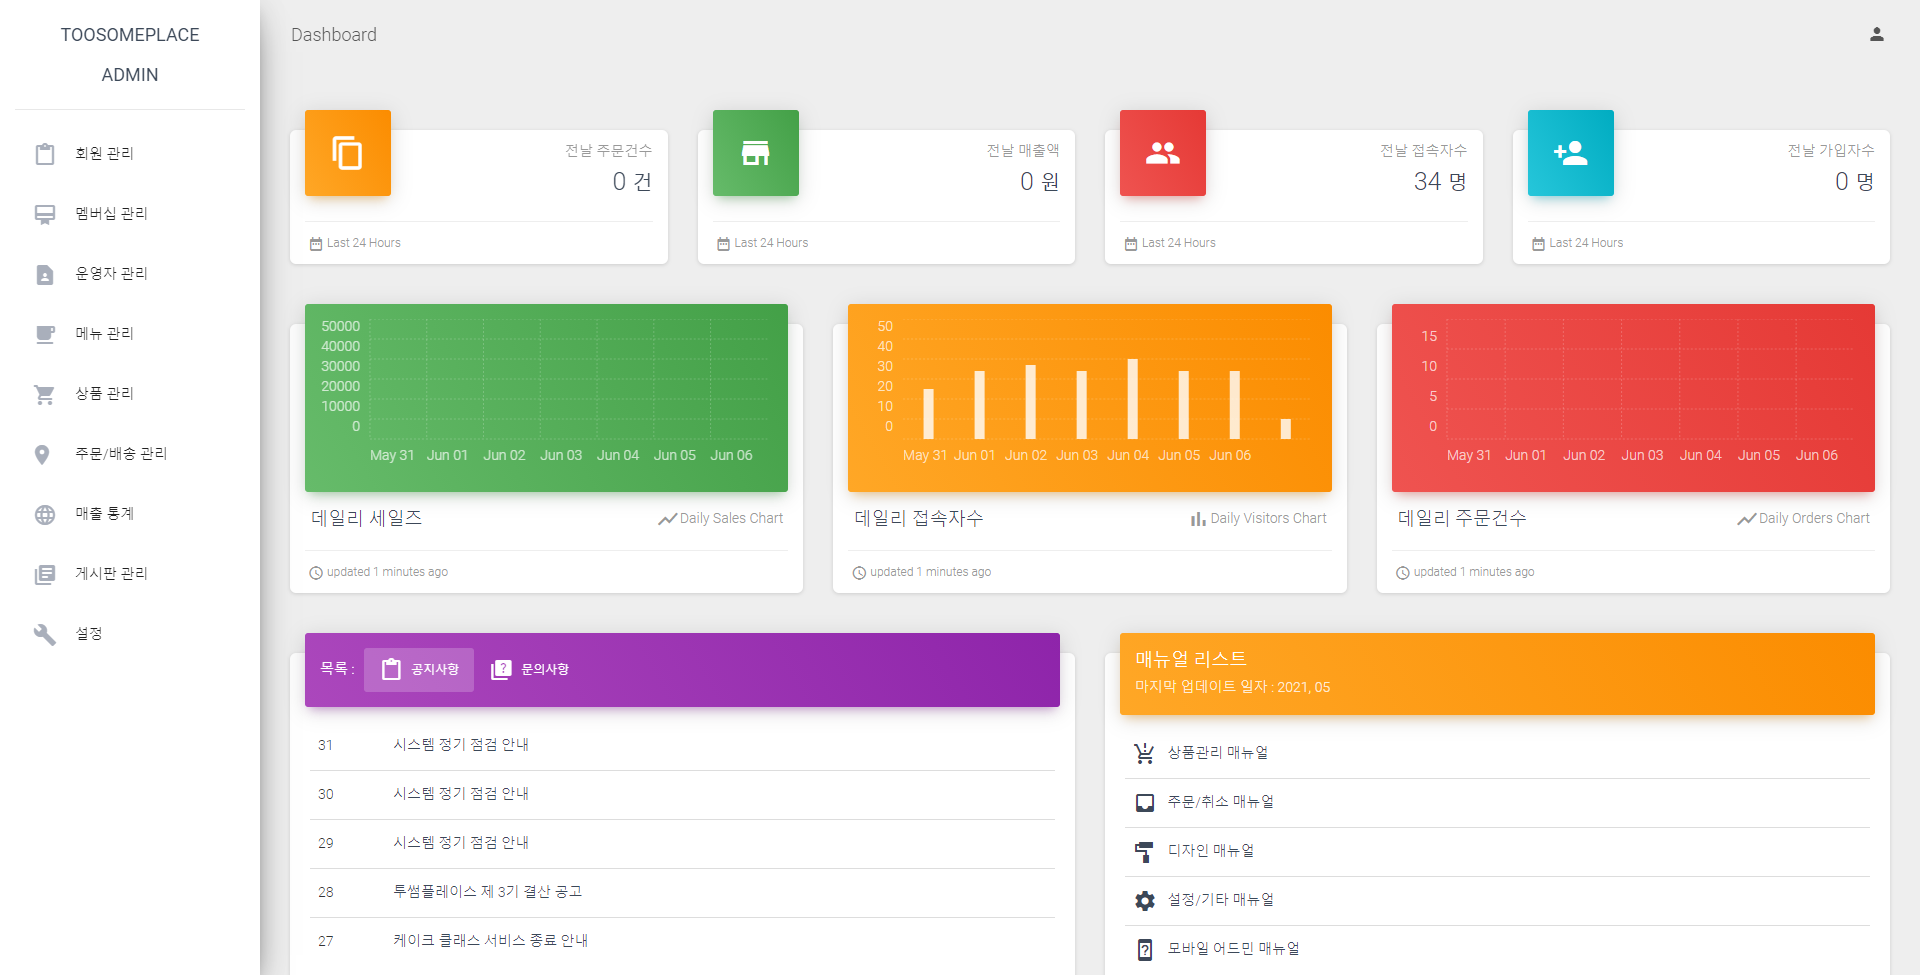 TOOSOMEPLACE
ADMIN
회원 관리
멤버십 관리
운영자 관리
메뉴 관리
상품 관리
주문/배송 관리
매출 통계
게시판 관리
설정
Dashboard
전날 주문건수
0 건
Last 24 Hours
전날 매출액
0 원
Last 24 Hours
전날 접속자수
34 명
Last 24 Hours
전날 가입자수
0 명
Last 24 Hours
50000
40000
30000
20000
10000
0
May 31 Jun 01 Jun 02 Jun 03 Jun 04 Jun 05 Jun 06
데일리 세일즈
Daily Sales Chart
updated 1 minutes ago
50
40
30
20
10
0
May 31 Jun 01 Jun 02 Jun 03 Jun 04 Jun 05 Jun 06
데일리 접속자수
Daily Visitors Chart
updated 1 minutes ago
15
10
5
0
May 31 Jun 01 Jun 02 Jun 03 Jun 04 Jun 05 Jun 06
데일리 주문건수
Daily Orders Chart
updated 1 minutes ago
목록 : 공지사항 문의사항
31 시스템 정기 점검 안내
30 시스템 정기 점검 안내
29 시스템 정기 점검 안내
28 투썸플레이스 제 3기 결산 공고
27 케이크 클래스 서비스 종료 안내
매뉴얼 리스트
마지막 업데이트 일자 : 2021, 05
상품관리 매뉴얼
주문/취소 매뉴얼
디자인 매뉴얼
설정/기타 매뉴얼
모바일 어드민 매뉴얼